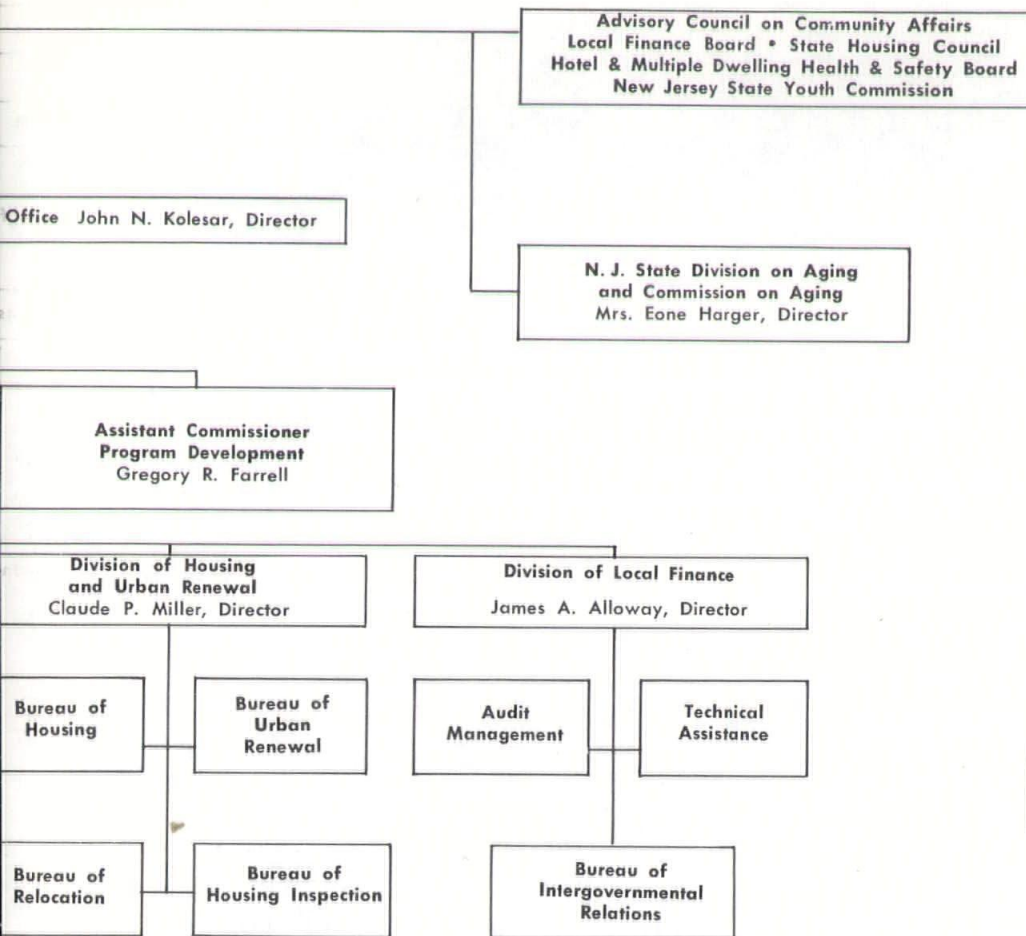 Advisory Council on Community Affairs
Local Finance Board • State Housing Council
Hotel & Multiple Dwelling Health & Safety Board
New Jersey State Youth Commission
Office John N. Kolesar, Director
N. J. State Division on Aging
and Commission on Aging
Mrs. Eone Harger, Director
Assistant Commissioner
Program Development
Gregory R. Farrell
Division of Housing
and Urban Renewal
Claude P. Miller, Director
Division of Local Finance
James A. Alloway, Director
Bureau of
Housing
Bureau of
Urban
Renewal
Audit
Management
Technical
Assistance
Bureau of
Relocation
Bureau of
Housing Inspection
Bureau of
Intergovernmental
Relations